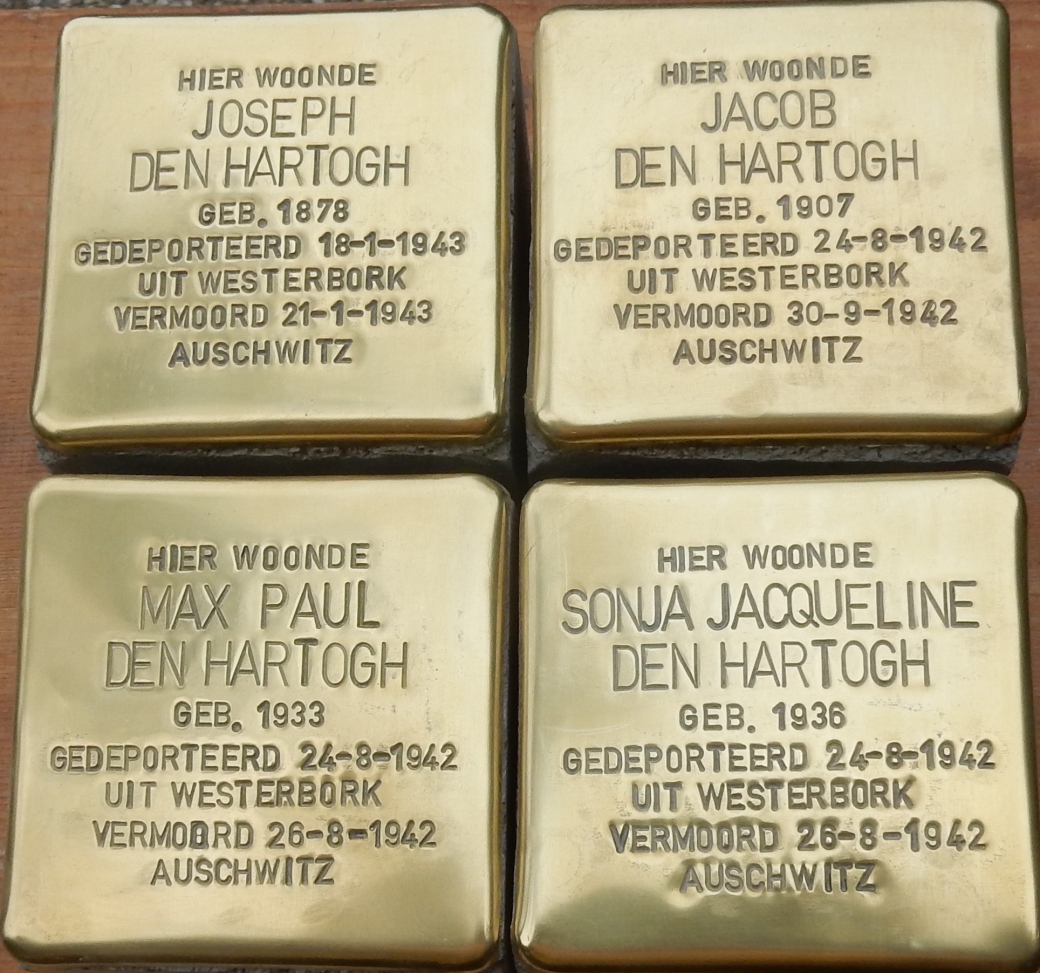 HIER WOONDE
JOSEPH
DEN HARTOGH
GEB. 1878
GEDEPORTEERD 18-1-1943
UIT WESTERBORK
VERMOORD 21-1-1943
AUSCHWITZ
HIER WOONDE
JACOB
DEN HARTOGH
GEB. 1907
GEDEPORTEERD 24-8-1942
UIT WESTERBORK
VERMOORD 30-9-1942
AUSCHWITZ
HIER WOONDE
MAX PAUL
DEN HARTOGH
GEB. 1933
GEDEPORTEERD 24-8-1942
UIT WESTERBORK
VERMOORD 26-8-1942
AUSCHWITZ
HIER WOONDE
SONJA JACQUELINE
DEN HARTOGH
GEB. 1936
GEDEPORTEERD 24-8-1942
UIT WESTERBORK
VERMOORD 26-8-1942
AUSCHWITZ